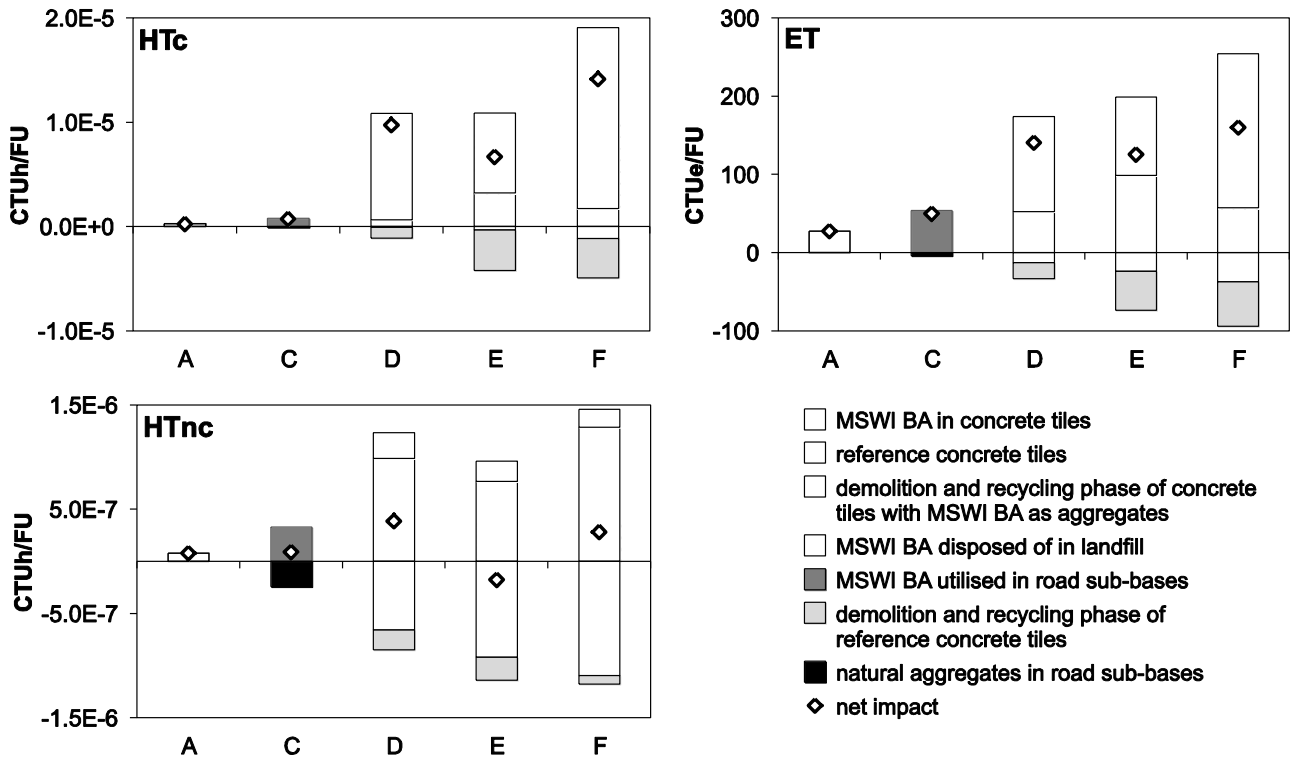 HTc
2.0E-5
1.0E-5
0.0E+0
-1.0E-5
CTUh/FU
A C D E F
ET
300
200
100
0
-100
CTUe/FU
A C D E F
HTnc
1.5E-6
5.0E-7
-5.0E-7
-1.5E-6
CTUh/FU
A C D E F
MSWI BA in concrete tiles
reference concrete tiles
demolition and recycling phase of concrete
tiles with MSWI BA as aggregates
MSWI BA disposed of in landfill
MSWI BA utilised in road sub-bases
demolition and recycling phase of
reference concrete tiles
natural aggregates in road sub-bases
net impact